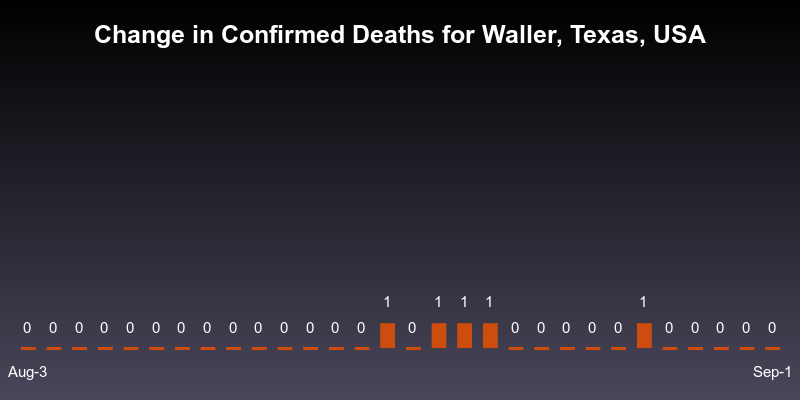 Change in Confirmed Deaths for Waller, Texas, USA
1 1 1 1 1
0 0 0 0 0 0 0 0 0 0 0 0 0 0 0 0 0 0 0 0 0 0 0 0 0
Aug-3 Sep-1